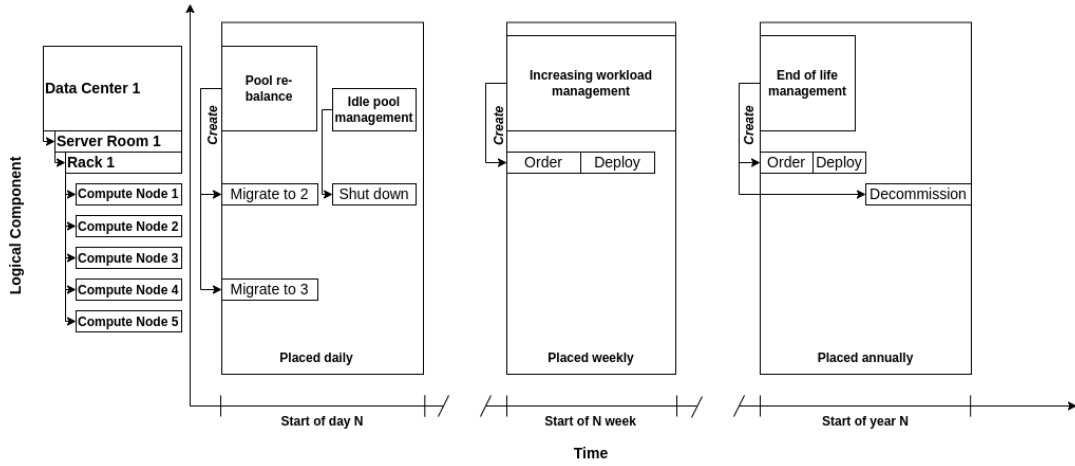 Logical Component
Data Center 1
Server Room 1
Rack 1
Compute Node 1
Compute Node 2
Compute Node 3
Compute Node 4
Compute Node 5
Create
Pool re-
balance
Idle pool
management
Migrate to 2
Shut down
Migrate to 3
Placed daily
Create
Increasing workload
management
Order
Deploy
Placed weekly
Create
End of life
management
Order
Deploy
Decommission
Placed annually
Start of day N
Start of N week
Start of year N
Time